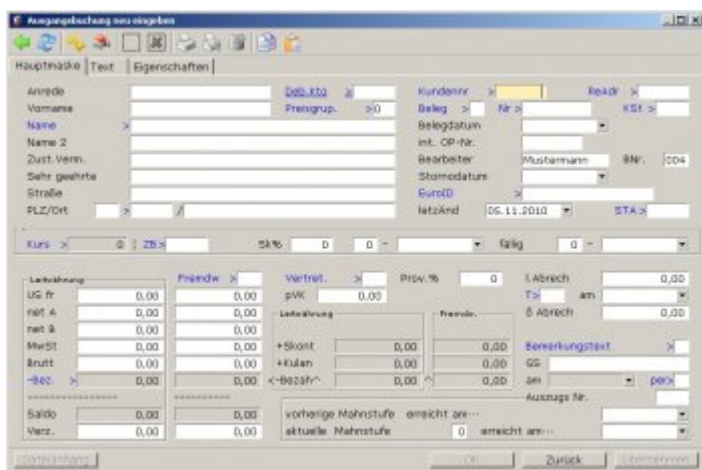 Ausgangsbuchung neu eingeben
Hauptmaske Text Eigenschaften
Anrede Deb.Kto > Kundennr > ReAdr >
Vorname Preisgrup. >0 Beleg > Nr > KSt >
Name > Belegdatum
Name 2 int. OP-Nr.
Zust.Verm. Bearbeiter Mustermann BNr. 004
Sehr geehrte Stornodatum
Straße EuroID >
PLZ/Ort > / letzÄnd 05.11.2010 STA>
Kurs > 0 | ZB> Sk% 0 0 - fällig 0 -
Leitwährung Fremdw > Vertret. > Prov.% 0 l.Abrech 0,00
US fr 0,00 0,00 pVK 0,00 T> am
net A 0,00 0,00 Leitwährung Fremdw. 0,00
net B 0,00 0,00
MwSt 0,00 0,00 +Skont 0,00 0,00 Bemerkungstext >
Brutt 0,00 0,00 +Kulan 0,00 0,00 GS
-Bez. > 0,00 0,00 <-Bezah^ 0,00 ^ 0,00 am per>
Auszugs Nr.
Saldo 0,00 0,00 vorherige Mahnstufe erreicht am...
Verz. 0,00 0,00 aktuelle Mahnstufe 0 erreicht am...
Dateianhang OK Zurück Übernehmen